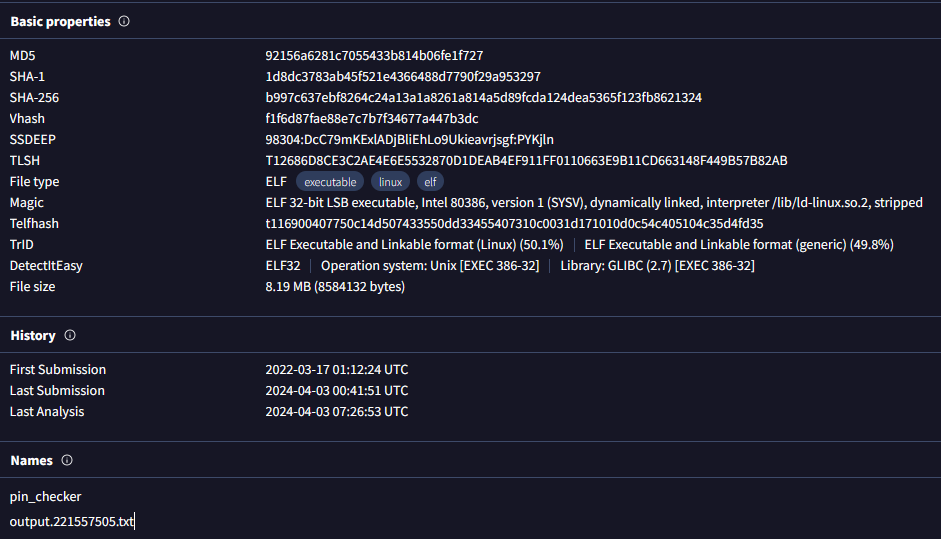 Basic properties
MD5 92156a6281c7055433b814b06fe1f727
SHA-1 1d8dc3783ab45f521e4366488d7790f29a953297
SHA-256 b997c637ebf8264c24a13a1a8261a814a5d89fcda124dea5365f123fb8621324
Vhash f1f6d87fae88e7c7b7f34677a447b3dc
SSDEEP 98304:DcC79mKExlADjBliEhLo9Ukieavrjsgf:PYKjln
TLSH T12686D8CE3C2AE4E6E5532870D1DEAB4EF911FF0110663E9B11CD663148F449B57B82AB
File type ELF executable linux elf
Magic ELF 32-bit LSB executable, Intel 80386, version 1 (SYSV), dynamically linked, interpreter /lib/ld-linux.so.2, stripped
Telfhash t116900407750c14d507433550dd33455407310c0031d171010d0c54c405104c35d4fd35
TrID ELF Executable and Linkable format (Linux) (50.1%) | ELF Executable and Linkable format (generic) (49.8%)
DetectItEasy ELF32 | Operation system: Unix [EXEC 386-32] | Library: GLIBC (2.7) [EXEC 386-32]
File size 8.19 MB (8584132 bytes)
History
First Submission 2022-03-17 01:12:24 UTC
Last Submission 2024-04-03 00:41:51 UTC
Last Analysis 2024-04-03 07:26:53 UTC
Names
pin_checker
output.221557505.txt